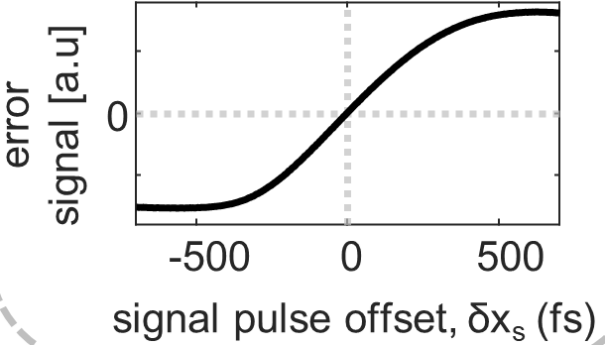 error
signal [a.u]
0
-500 0 500
signal pulse offset, δxs (fs)